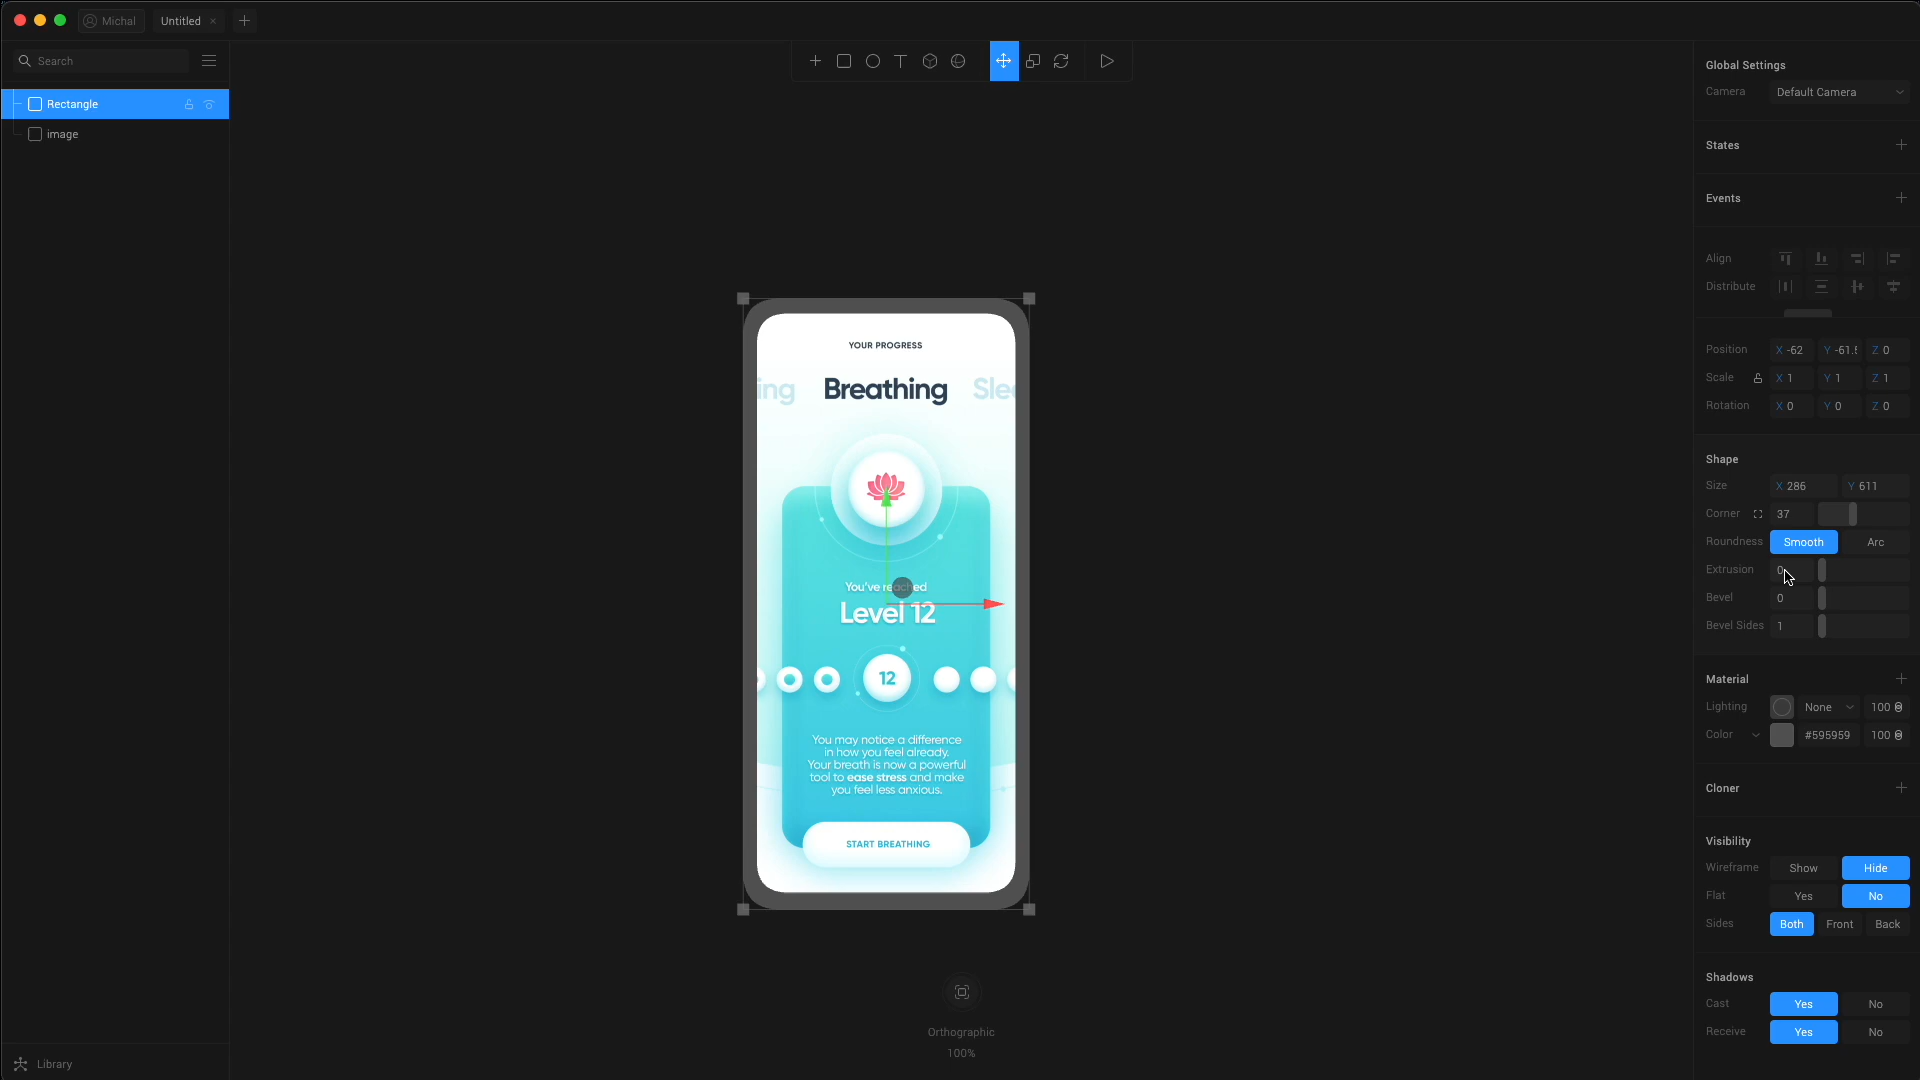 Michal
Untitled
Search
Rectangle
image
Library
YOUR PROGRESS
ing Breathing Slee
You've reached
Level 12
12
You may notice a difference
in how you feel already.
Your breath is now a powerful
tool to ease stress and make
you feel less anxious.
START BREATHING
Orthographic
100%
Global Settings
Camera Default Camera
States
Events
Align
Distribute
Position X -62 Y -61.5 Z 0
Scale X 1 Y 1 Z 1
Rotation X 0 Y 0 Z 0
Shape
Size X 286 Y 611
Corner 37
Roundness Smooth Arc
Extrusion 0
Bevel 0
Bevel Sides 1
Material
Lighting None 100
Color #595959 100
Cloner
Visibility
Wireframe Show Hide
Flat Yes No
Sides Both Front Back
Shadows
Cast Yes No
Receive Yes No